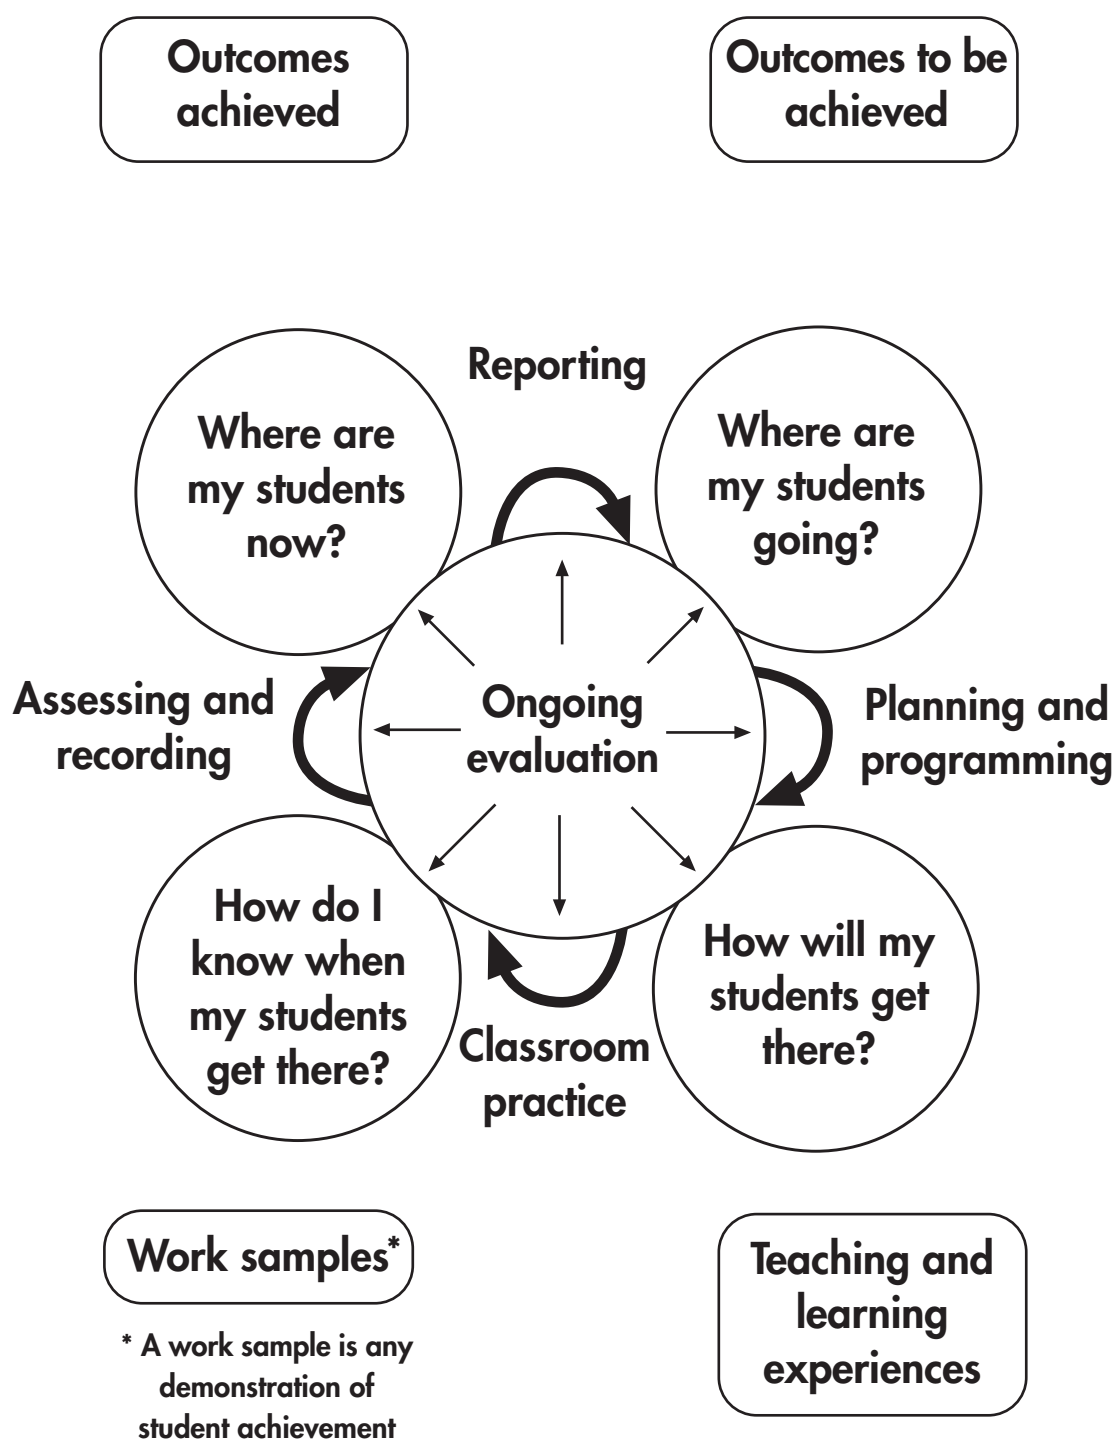 Outcomes
achieved
Outcomes to be
achieved
Reporting
Where are
my students
now?
Where are
my students
going?
Assessing and
recording
Ongoing
evaluation
Planning and
programming
How do I
know when
my students
get there?
Classroom
practice
How will my
students get
there?
Work samples*
* A work sample is any
demonstration of
student achievement
Teaching and
learning
experiences